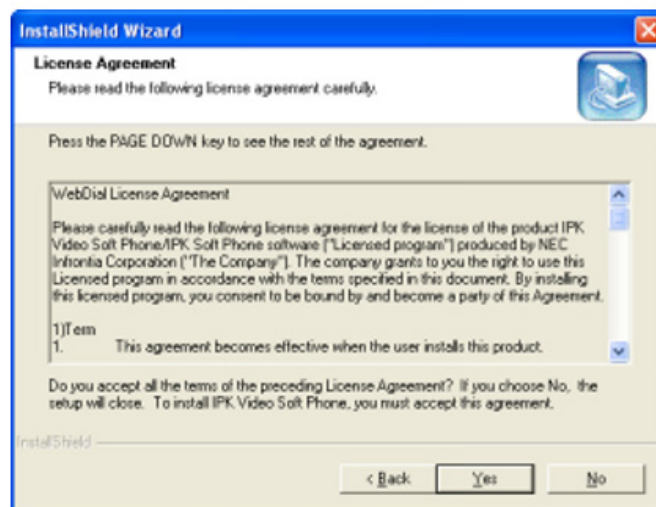 InstallShield Wizard
License Agreement
Please read the following license agreement carefully.
Press the PAGE DOWN key to see the rest of the agreement.
WebDial License Agreement
Please carefully read the following license agreement for the license of the product IPK
Video Soft Phone/IPK Soft Phone software ["Licensed program"] produced by NEC
Infrontia Corporation ("The Company"). The company grants to you the right to use this
Licensed program in accordance with the terms specified in this document. By installing
this licensed program, you consent to be bound by and become a party of this Agreement.
1)Term
1. This agreement becomes effective when the user installs this product.
Do you accept all the terms of the preceding License Agreement? If you choose No, the
setup will close. To install IPK Video Soft Phone, you must accept this agreement.
InstallShield
< Back Yes No